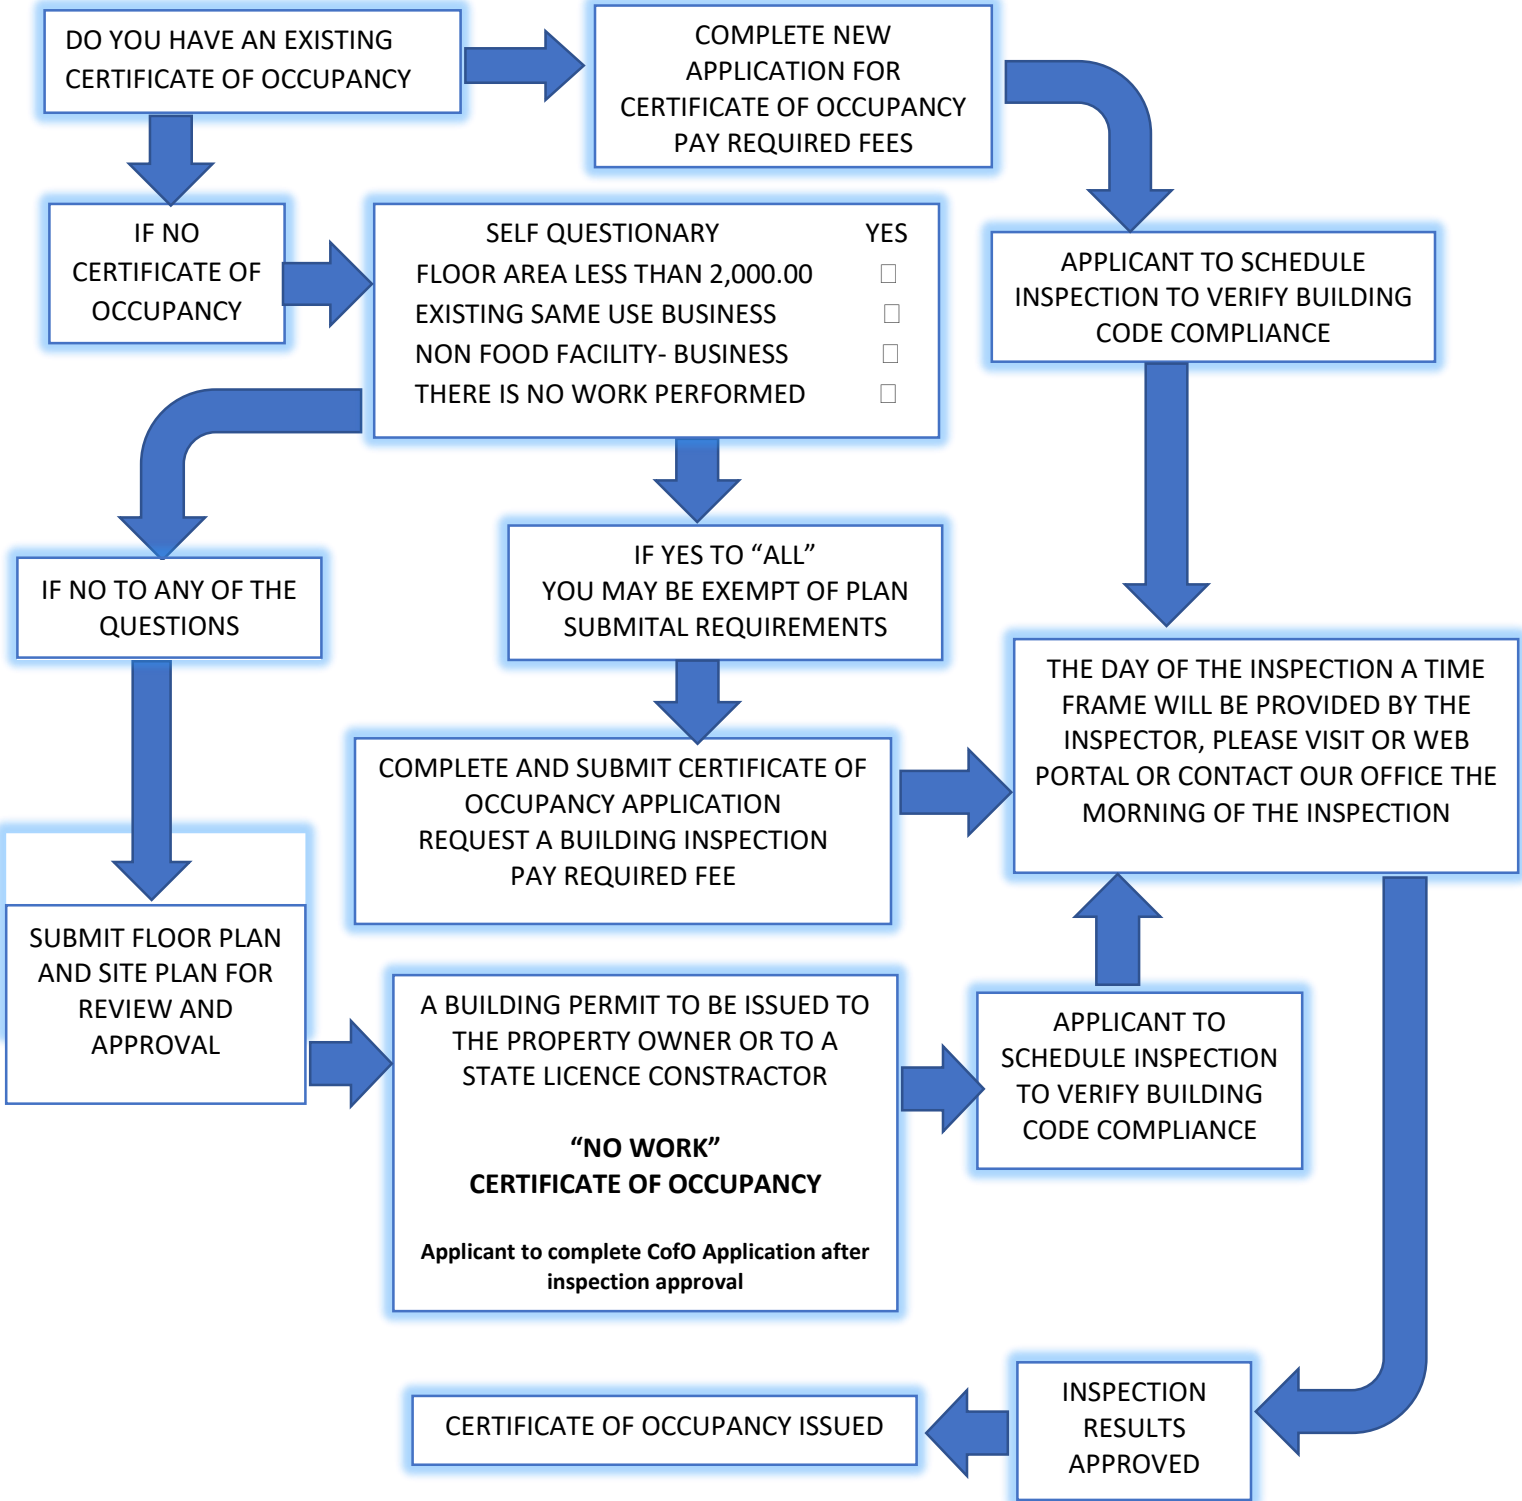 DO YOU HAVE AN EXISTING
CERTIFICATE OF OCCUPANCY
COMPLETE NEW
APPLICATION FOR
CERTIFICATE OF OCCUPANCY
PAY REQUIRED FEES
IF NO
CERTIFICATE OF
OCCUPANCY
SELF QUESTIONARY YES
FLOOR AREA LESS THAN 2,000.00 □
EXISTING SAME USE BUSINESS □
NON FOOD FACILITY- BUSINESS □
THERE IS NO WORK PERFORMED □
APPLICANT TO SCHEDULE
INSPECTION TO VERIFY BUILDING
CODE COMPLIANCE
IF NO TO ANY OF THE
QUESTIONS
IF YES TO “ALL”
YOU MAY BE EXEMPT OF PLAN
SUBMITAL REQUIREMENTS
THE DAY OF THE INSPECTION A TIME
FRAME WILL BE PROVIDED BY THE
INSPECTOR, PLEASE VISIT OR WEB
PORTAL OR CONTACT OUR OFFICE THE
MORNING OF THE INSPECTION
COMPLETE AND SUBMIT CERTIFICATE OF
OCCUPANCY APPLICATION
REQUEST A BUILDING INSPECTION
PAY REQUIRED FEE
SUBMIT FLOOR PLAN
AND SITE PLAN FOR
REVIEW AND
APPROVAL
A BUILDING PERMIT TO BE ISSUED TO
THE PROPERTY OWNER OR TO A
STATE LICENCE CONSTRACTOR
“NO WORK”
CERTIFICATE OF OCCUPANCY
Applicant to complete CofO Application after
inspection approval
APPLICANT TO
SCHEDULE INSPECTION
TO VERIFY BUILDING
CODE COMPLIANCE
INSPECTION
RESULTS
APPROVED
CERTIFICATE OF OCCUPANCY ISSUED